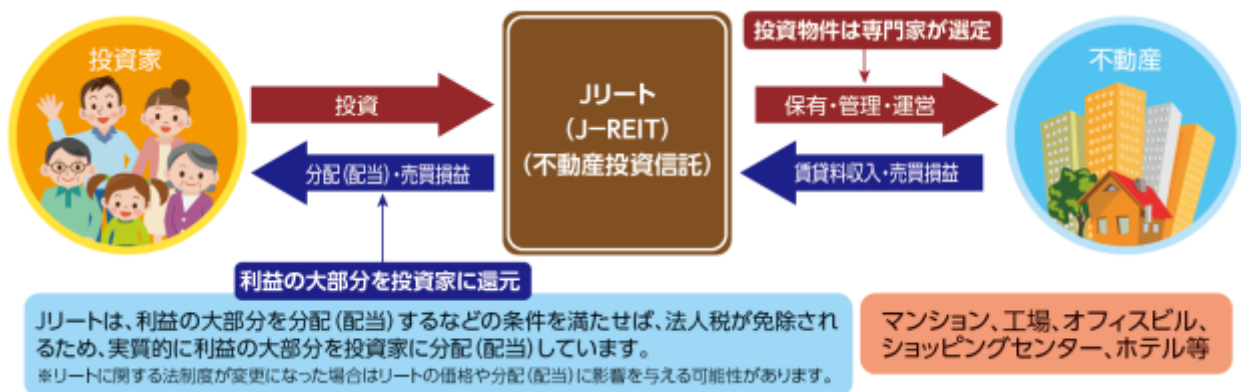 投資家
投資
分配(配当)・売買損益
利益の大部分を投資家に還元
Jリート
(J-REIT)
(不動産投資信託)
投資物件は専門家が選定
保有・管理・運営
賃貸料収入・売買損益
不動産
Jリートは、利益の大部分を分配(配当)するなどの条件を満たせば、法人税が免除され
るため、実質的に利益の大部分を投資家に分配(配当)しています。
※リートに関する法制度が変更になった場合はリートの価格や分配(配当)に影響を与える可能性があります。
マンション、工場、オフィスビル、
ショッピングセンター、ホテル等